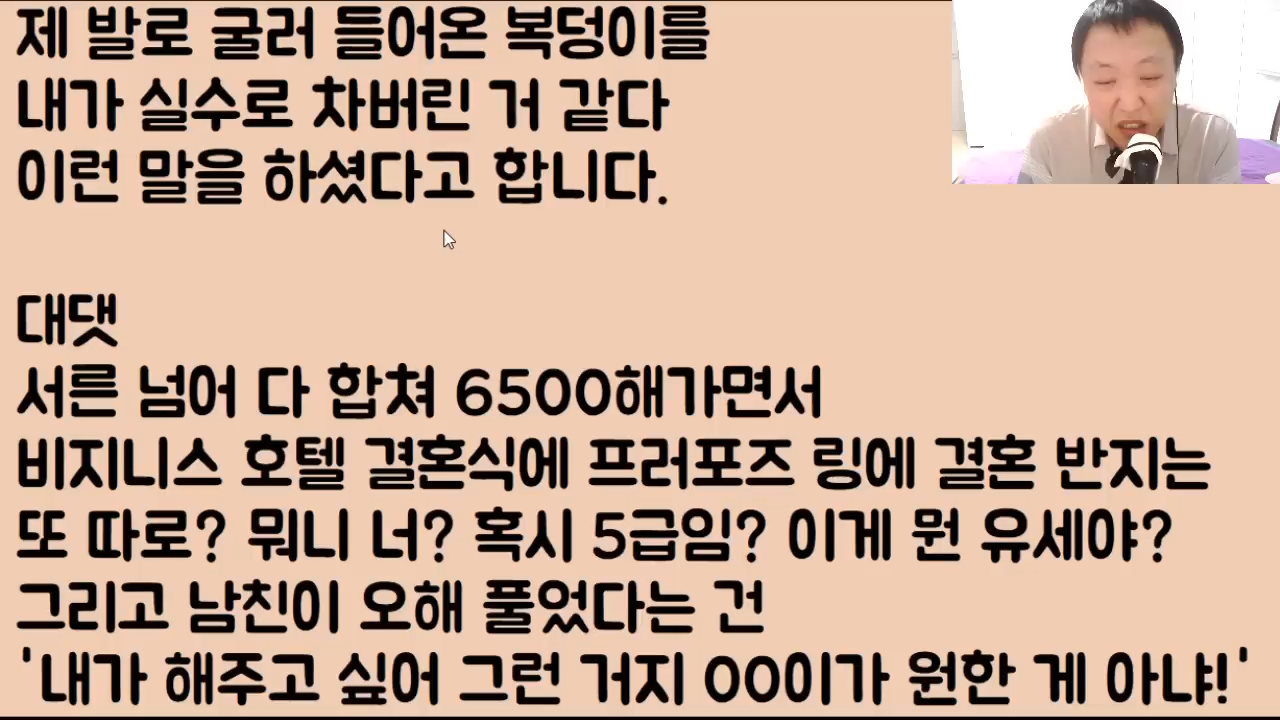 제 발로 굴러 들어온 복덩이를
내가 실수로 차버린 거 같다
이런 말을 하셨다고 합니다.
대댓
서른 넘어 다 합쳐 6500해가면서
비지니스 호텔 결혼식에 프러포즈 링에 결혼 반지는
또 따로? 뭐니 너? 혹시 5급임? 이게 뭔 유세야?
그리고 남친이 오해 풀었다는 건
'내가 해주고 싶어 그런 거지 OO이가 원한 게 아냐!'